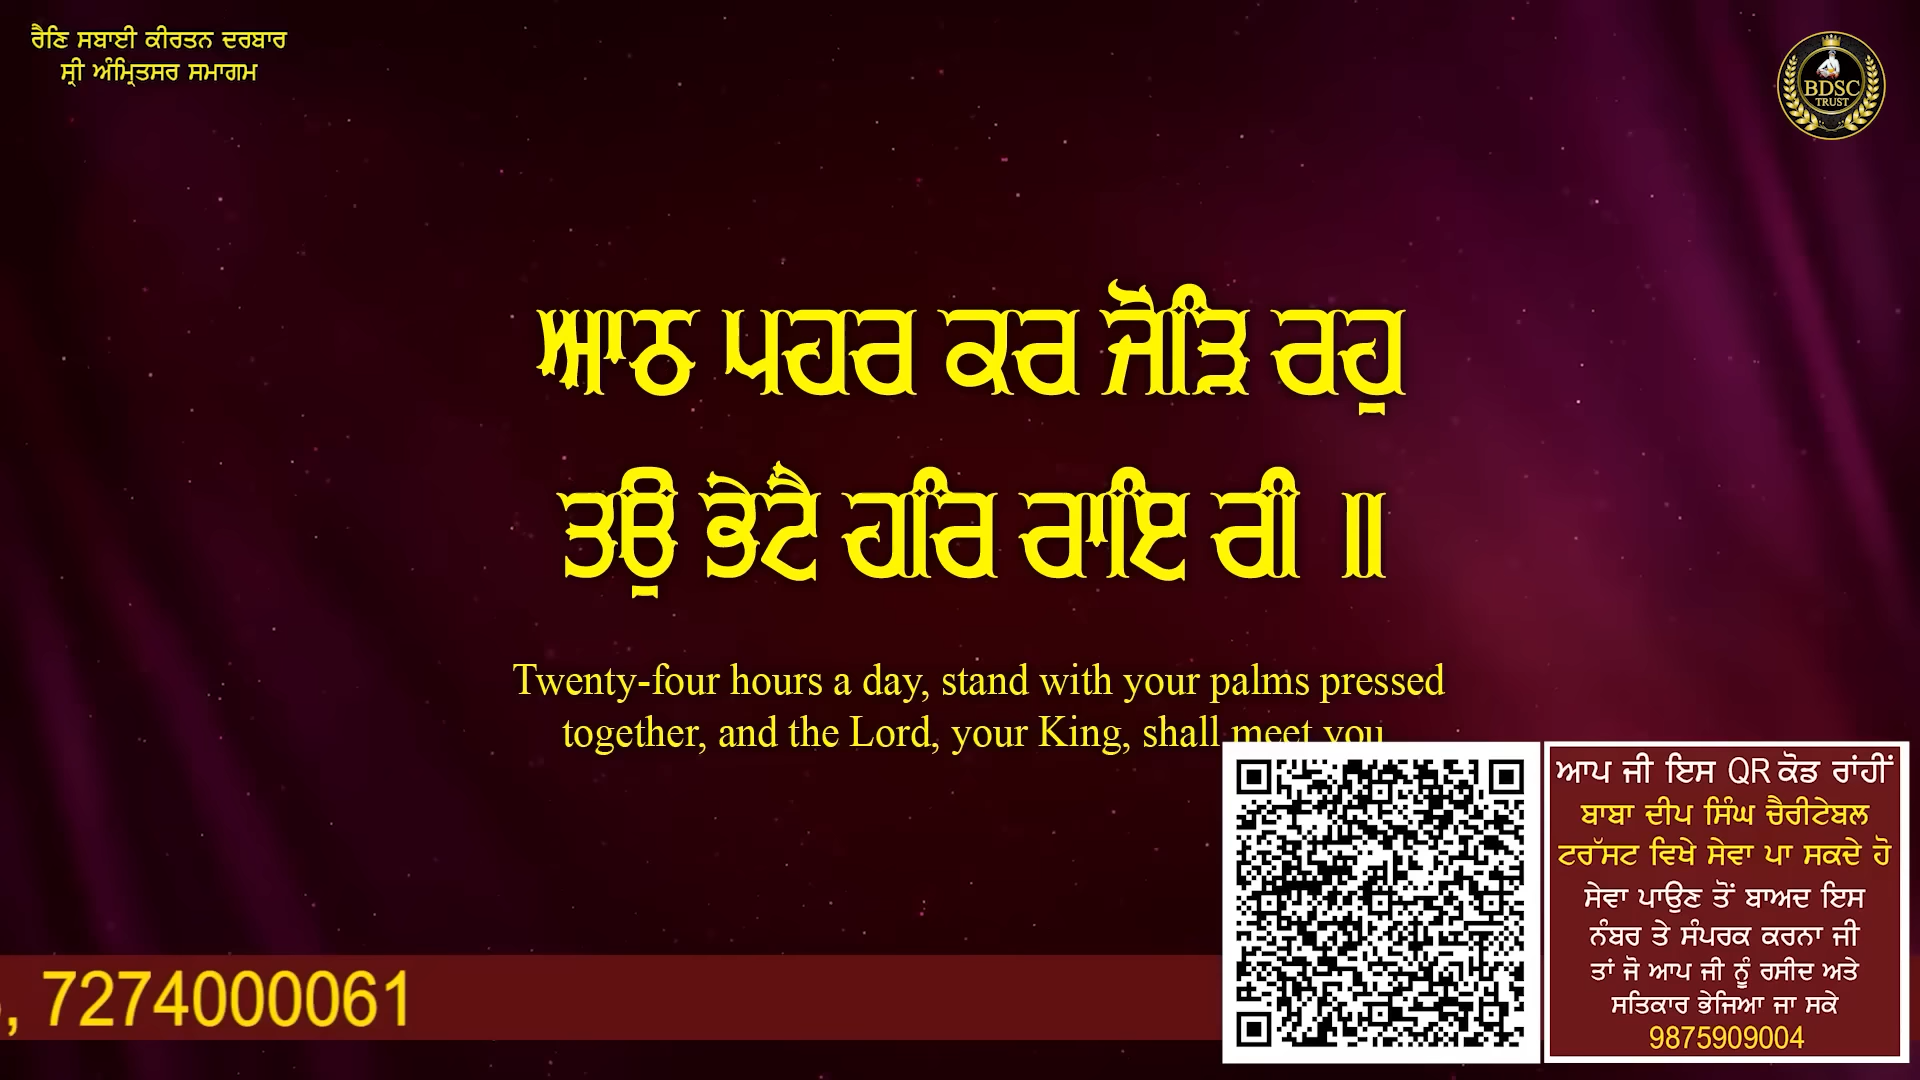 ਰੈਣਿ ਸਬਾਈ ਕੀਰਤਨ ਦਰਬਾਰ
ਸ੍ਰੀ ਅੰਮ੍ਰਿਤਸਰ ਸਮਾਗਮ
BDSC
TRUST
ਆਠ ਪਹਰ ਕਰ ਜੋੜਿ ਰਹੁ
ਤਉ ਭੇਟੈ ਹਰਿ ਰਾਇ ਰੀ ॥
Twenty-four hours a day, stand with your palms pressed
together, and the Lord, your King, shall meet you
ਆਪ ਜੀ ਇਸ QR ਕੋਡ ਰਾਂਹੀਂ
ਬਾਬਾ ਦੀਪ ਸਿੰਘ ਚੈਰੀਟੇਬਲ
ਟਰੱਸਟ ਵਿਖੇ ਸੇਵਾ ਪਾ ਸਕਦੇ ਹੋ
ਸੇਵਾ ਪਾਉਣ ਤੋਂ ਬਾਅਦ ਇਸ
ਨੰਬਰ ਤੇ ਸੰਪਰਕ ਕਰਨਾ ਜੀ
ਤਾਂ ਜੋ ਆਪ ਜੀ ਨੂੰ ਰਸੀਦ ਅਤੇ
ਸਤਿਕਾਰ ਭੇਜਿਆ ਜਾ ਸਕੇ
9875909004
, 7274000061